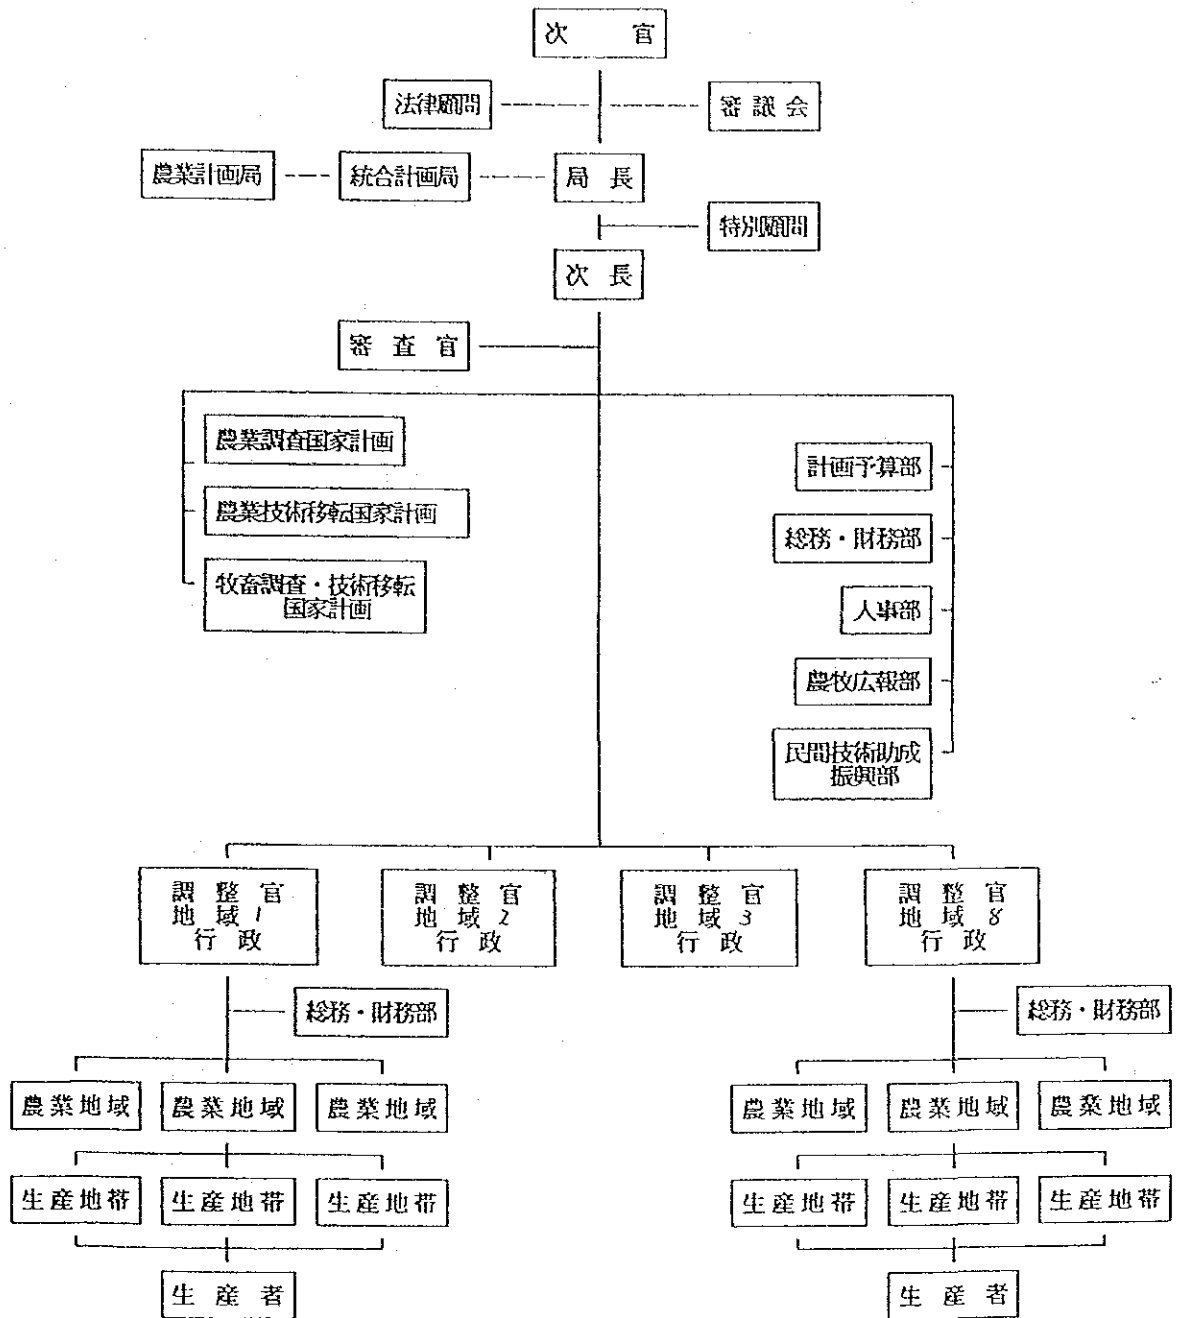 次 官
法律顧問
審議会
農業計画局
統合計画局
局 長
特別顧問
次 長
審 査 官
農業調査国家計画
農業技術移転国家計画
牧畜調査・技術移転
国家計画
計画予算部
総務・財務部
人事部
農牧広報部
民間技術助成
振興部
調 整 官
地 域 1
行 政
調 整 官
地 域 2
行 政
調 整 官
地 域 3
行 政
調 整 官
地 域 8
行 政
総務・財務部
総務・財務部
農業地域
農業地域
農業地域
農業地域
農業地域
農業地域
生産地帯
生産地帯
生産地帯
生産地帯
生産地帯
生産地帯
生 産 者
生 産 者